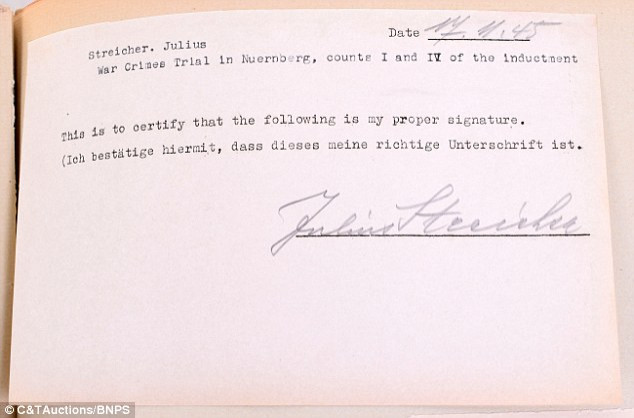 Date 17. 11. 45
Streicher. Julius
War Crimes Trial in Nuernberg, counts I and IV of the inductment
This is to certify that the following is my proper signature.
(Ich bestätige hiermit, dass dieses meine richtige Unterschrift ist.
Julius Streicher
© C&TAuctions/BNPS